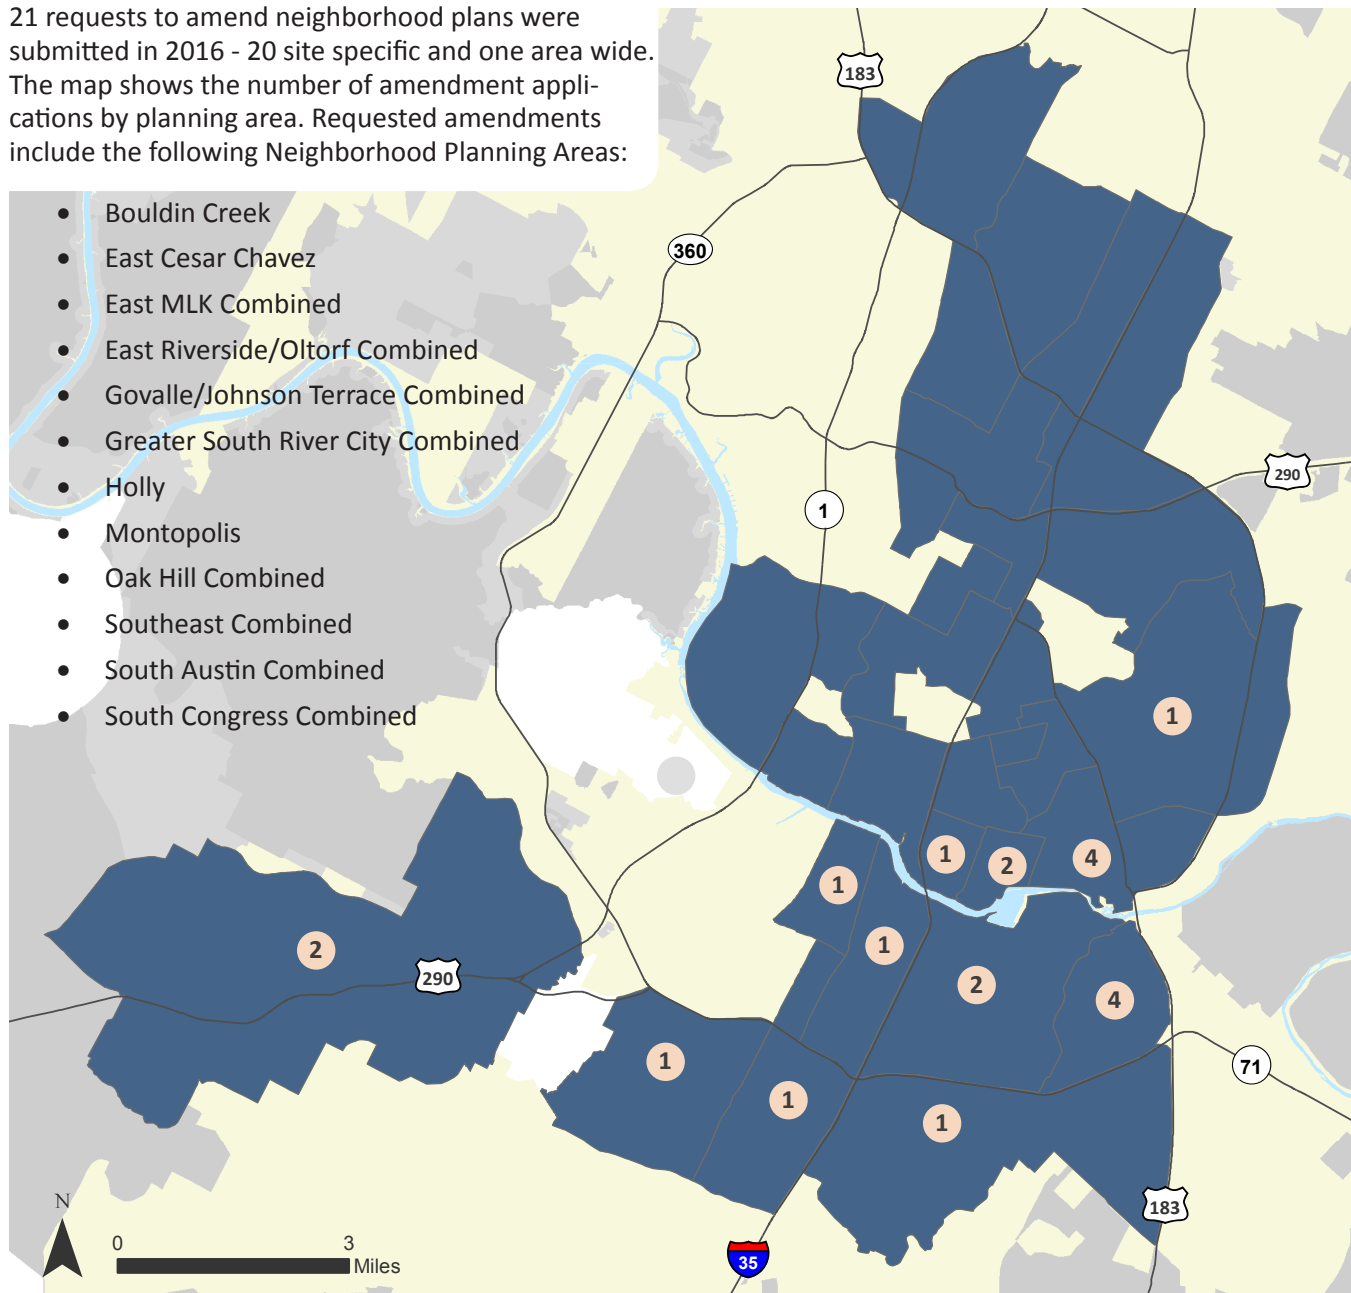 21 requests to amend neighborhood plans were
submitted in 2016 - 20 site specific and one area wide.
The map shows the number of amendment appli-
cations by planning area. Requested amendments
include the following Neighborhood Planning Areas:
• Bouldin Creek
• East Cesar Chavez
• East MLK Combined
• East Riverside/Oltorf Combined
• Govalle/Johnson Terrace Combined
• Greater South River City Combined
• Holly
• Montopolis
• Oak Hill Combined
• Southeast Combined
• South Austin Combined
• South Congress Combined
183
360
290
1
1
1
2
4
1
1
2
290
2
4
1
71
1
1
183
35
N
0 3
Miles